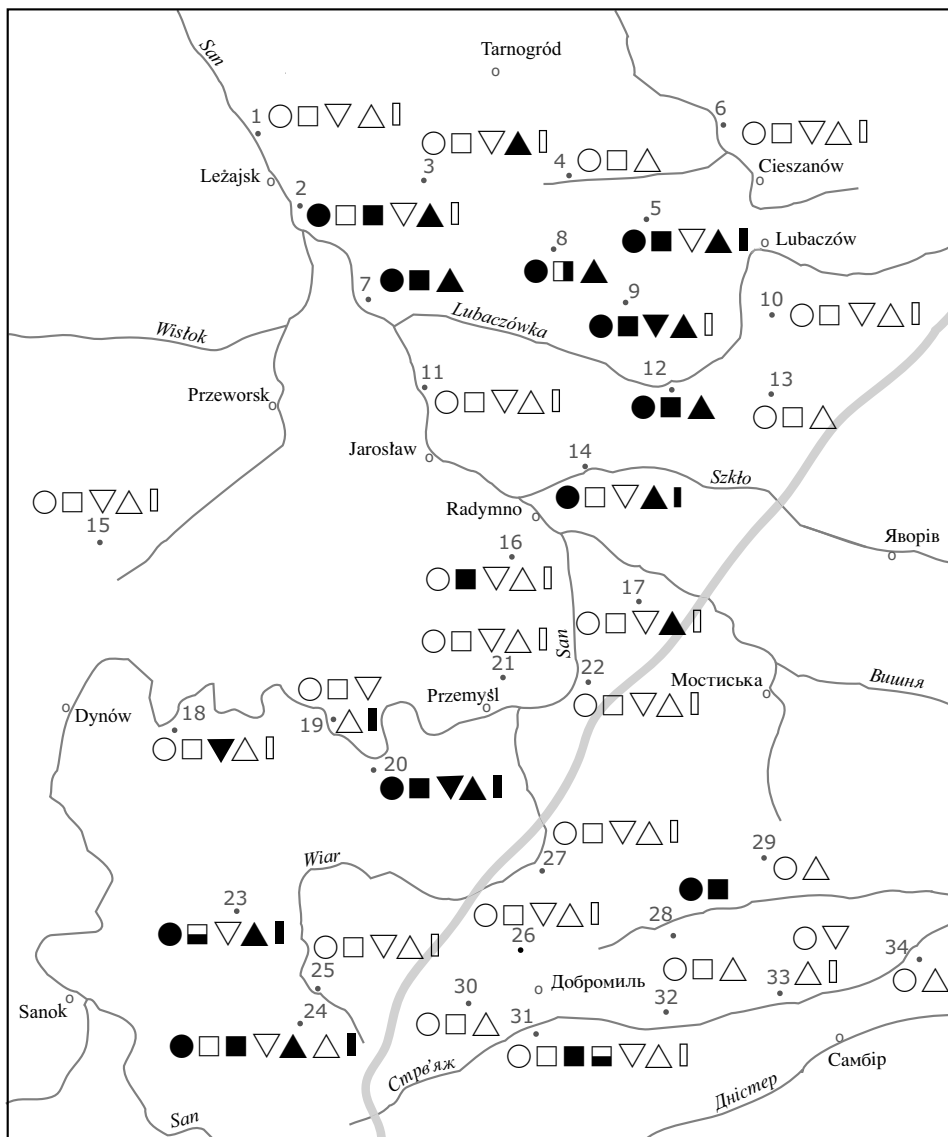 San
Tarnogród
1
6
3
4
Cieszanów
Leżajsk
2
5
Lubaczów
8
7
9
10
Lubaczówka
Wisłok
12
13
11
Przeworsk
Jarosław
14
Szkło
Radymno
15
16
Яворів
17
San
21
22
Мостиська
Вишня
Dynów
18
19
Przemyśl
20
Wiar
27
29
23
26
28
34
25
33
Sanok
24
30
Добромиль
31
32
Стрв'яж
Самбір
Дністер
San